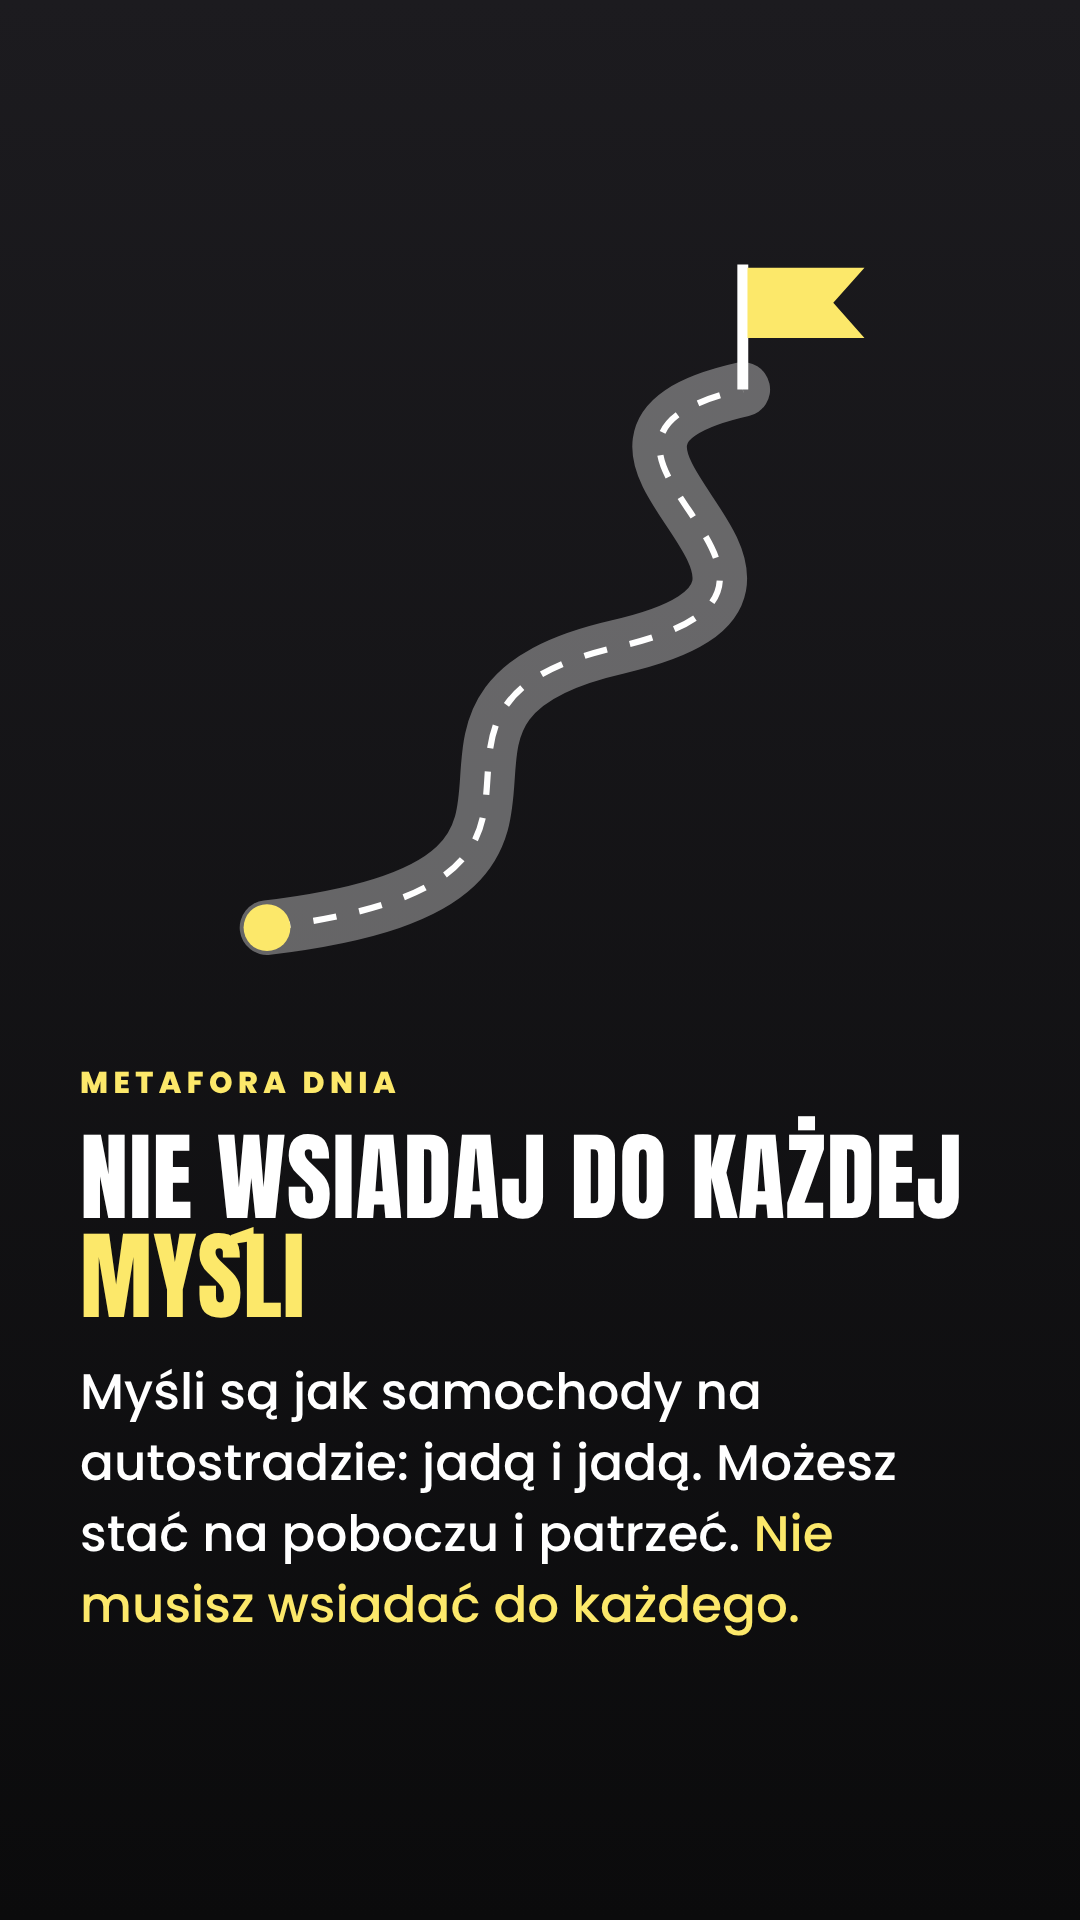 METAFORA DNIA
NIE WSIADAJ DO KAŻDEJ
MYŚLI
Myśli są jak samochody na
autostradzie: jadą i jadą. Możesz
stać na poboczu i patrzeć. Nie
musisz wsiadać do każdego.